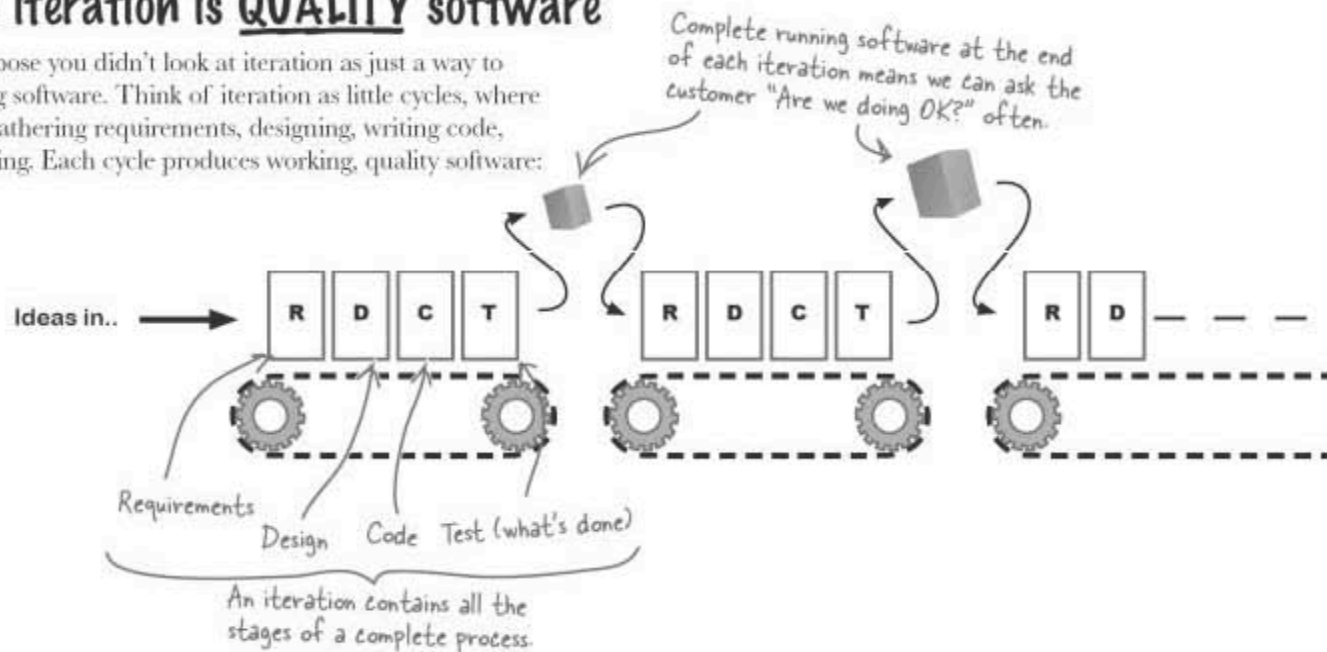 iteration is QUALITY software
pose you didn't look at iteration as just a way to
g software. Think of iteration as little cycles, where
athering requirements, designing, writing code,
ing. Each cycle produces working, quality software:
Complete running software at the end
of each iteration means we can ask the
customer "Are we doing OK?" often.
Ideas in..
R D C T
R D C T
R D
Requirements
Design
Code
Test (what's done)
An iteration contains all the
stages of a complete process.